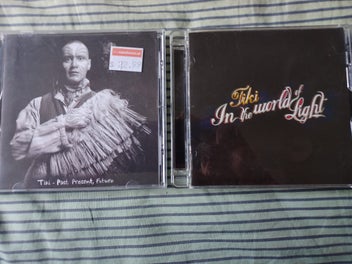 Tiki - Past, Present, Future
Tiki
In the world of Light